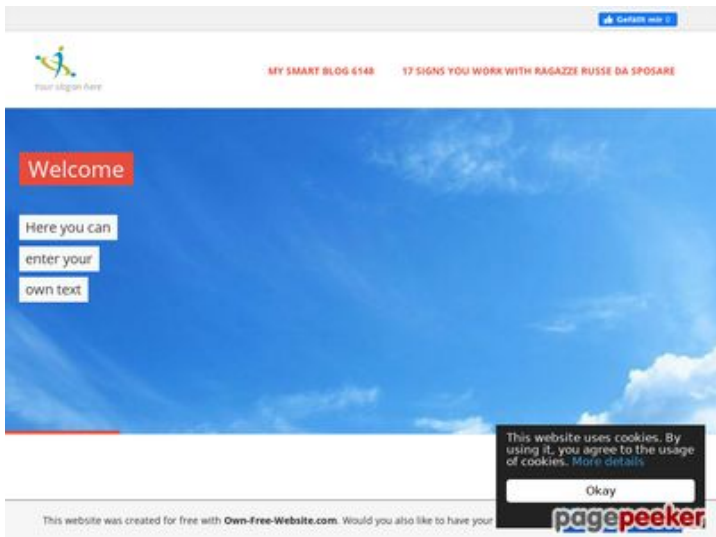 Gefällt mir 0
Your slogan here
MY SMART BLOG 6148 17 SIGNS YOU WORK WITH RAGAZZE RUSSE DA SPOSARE
Welcome
Here you can
enter your
own text
This website uses cookies. By
using it, you agree to the usage
of cookies. More details
Okay
This website was created for free with Own-Free-Website.com. Would you also like to have your
pagepeeker